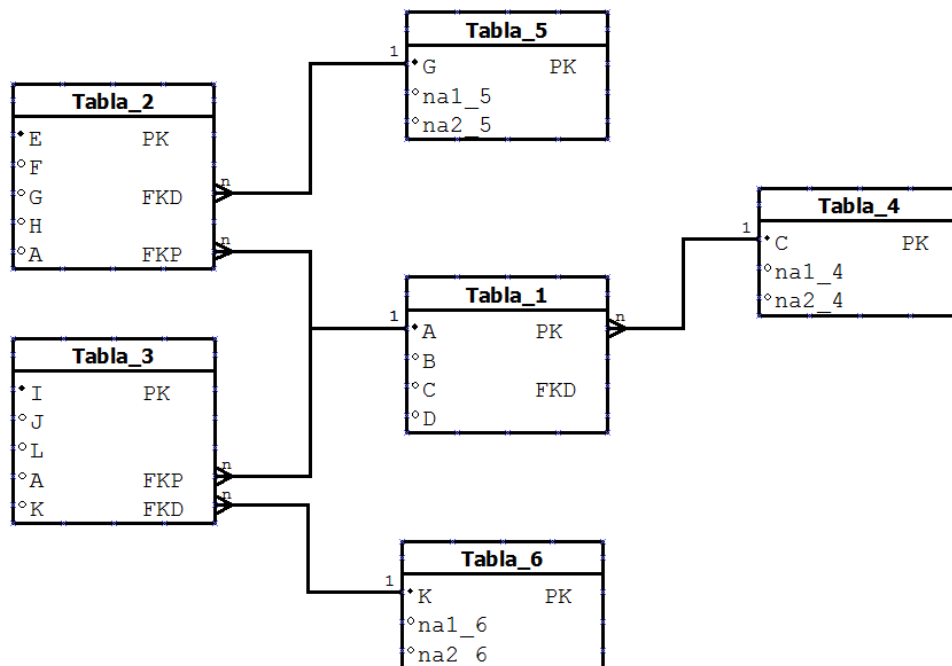 Tabla_5
1
G PK
na1_5
na2_5
Tabla_2
E PK
F
G FKD
n
H
A FKP
n
Tabla_4
1
C PK
na1_4
na2_4
Tabla_1
1
A PK
n
B
C FKD
D
Tabla_3
I PK
J
L
A FKP
n
K FKD
n
Tabla_6
1
K PK
na1_6
na2_6